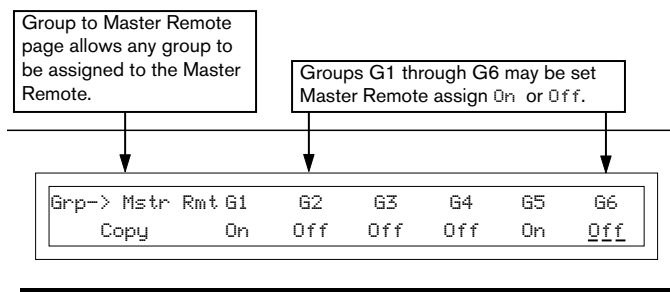 Group to Master Remote
page allows any group to
be assigned to the Master
Remote.
Groups G1 through G6 may be set
Master Remote assign On or Off.
Grp-> Mstr Rmt G1 G2 G3 G4 G5 G6
Copy On Off Off Off On Off